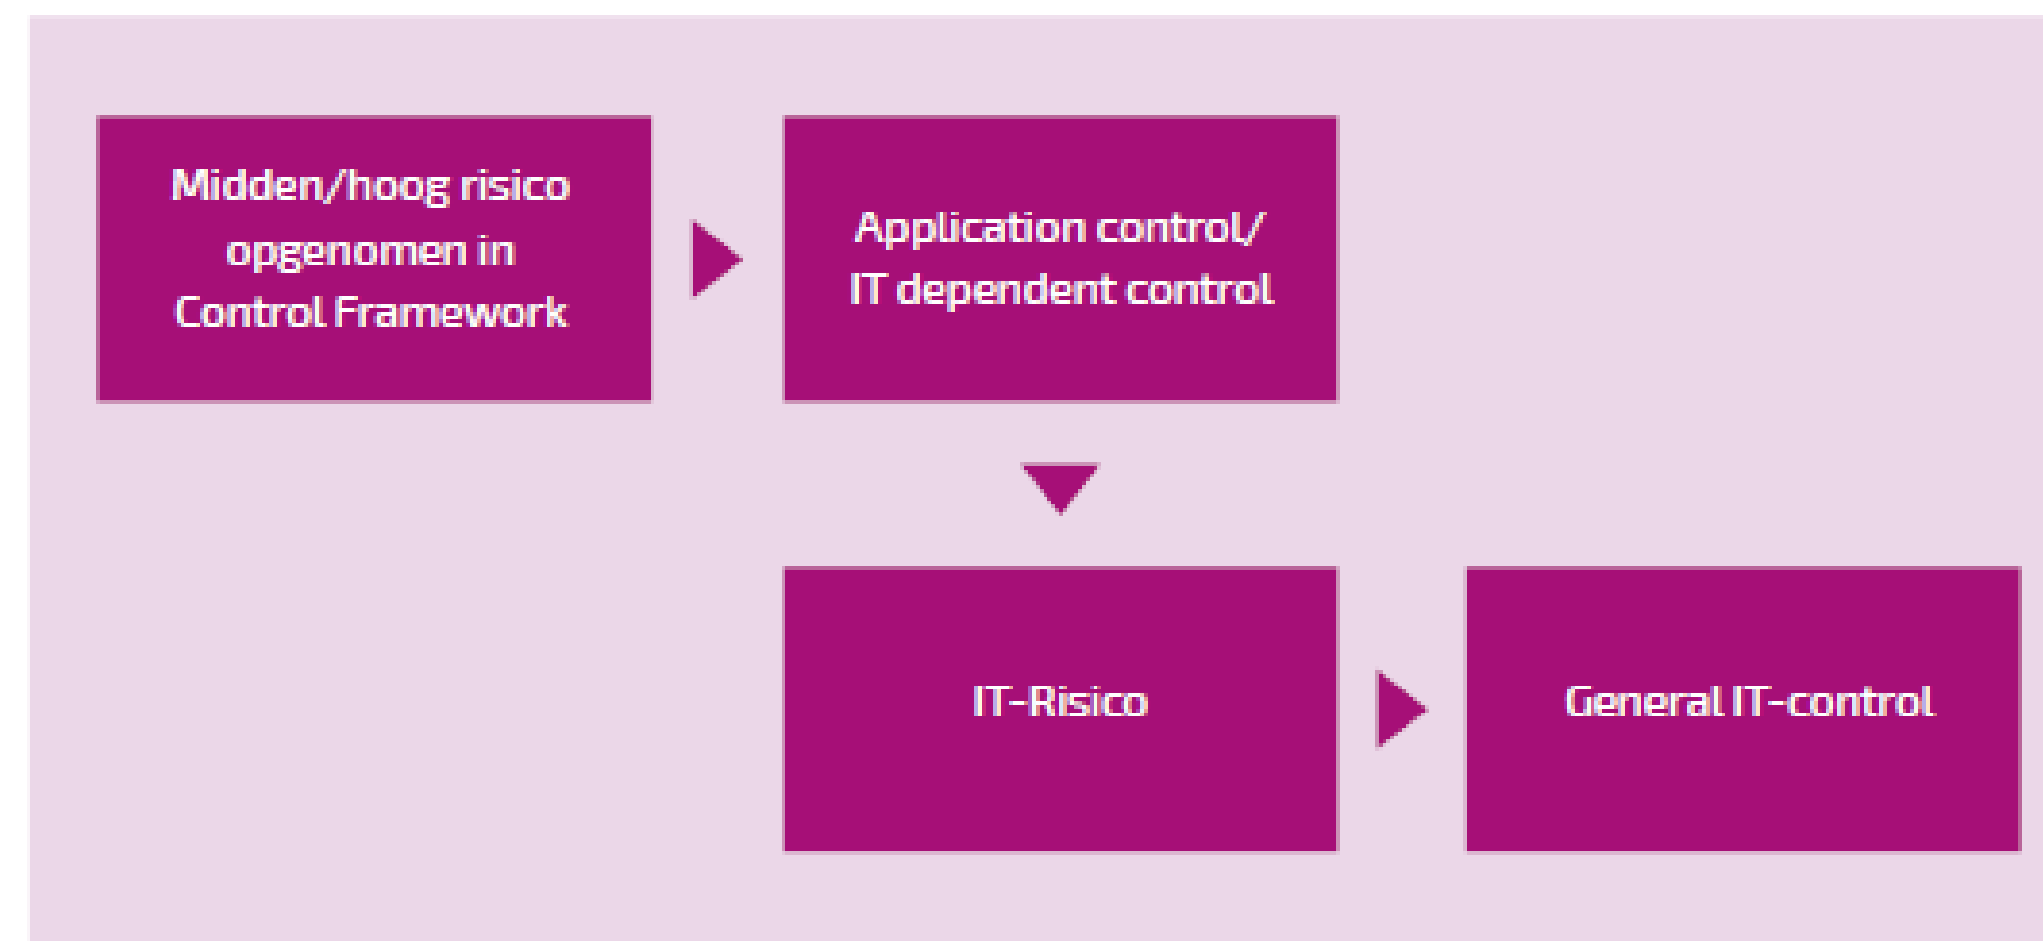 Midden/hoog risico
opgenomen in
Control Framework
Application control/
IT dependent control
IT-Risico
General IT-control